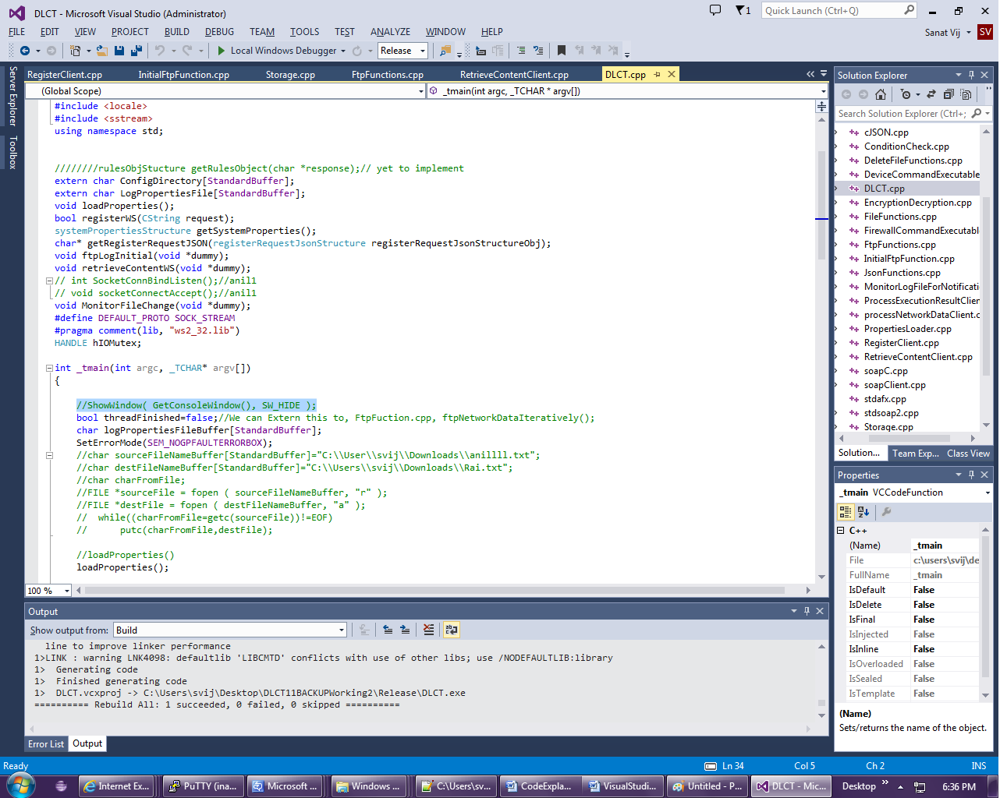 DLCT - Microsoft Visual Studio (Administrator)
1
Quick Launch (Ctrl+Q)
FILE EDIT VIEW PROJECT BUILD DEBUG TEAM TOOLS TEST ANALYZE WINDOW HELP
Sanat Vij SV
Local Windows Debugger Release
Server Explorer
Toolbox
RegisterClient.cpp InitialFtpFunction.cpp Storage.cpp FtpFunctions.cpp RetrieveContentClient.cpp DLCT.cpp
(Global Scope) _tmain(int argc, _TCHAR * argv[])
#include <locale>
#include <sstream>
using namespace std;
////////rulesObjStucture getRulesObject(char *response);// yet to implement
extern char ConfigDirectory[StandardBuffer];
extern char LogPropertiesFile[StandardBuffer];
void loadProperties();
bool registerWS(CString request);
systemPropertiesStructure getSystemProperties();
char* getRegisterRequestJSON(registerRequestJsonStructure registerRequestJsonStructureObj);
void ftpLogInitial(void *dummy);
void retrieveContentWS(void *dummy);
// int SocketConnBindListen();//anil1
// void socketConnectAccept();//anil1
void MonitorFileChange(void *dummy);
#define DEFAULT_PROTO SOCK_STREAM
#pragma comment(lib, "ws2_32.lib")
HANDLE hIOMutex;
int _tmain(int argc, _TCHAR* argv[])
{
//ShowWindow( GetConsoleWindow(), SW_HIDE );
bool threadFinished=false;//We can Extern this to, FtpFuction.cpp, ftpNetworkDataIteratively();
char logPropertiesFileBuffer[StandardBuffer];
SetErrorMode(SEM_NOGPFAULTERRORBOX);
//char sourceFileNameBuffer[StandardBuffer]="C:\\User\\svij\\Downloads\\anillll.txt";
//char destFileNameBuffer[StandardBuffer]="C:\\Users\\svij\\Downloads\\Rai.txt";
//char charFromFile;
//FILE *sourceFile = fopen ( sourceFileNameBuffer, "r" );
//FILE *destFile = fopen ( destFileNameBuffer, "a" );
// while((charFromFile=getc(sourceFile))!=EOF)
// putc(charFromFile,destFile);
//loadProperties()
loadProperties();
100 %
Output
Show output from: Build
line to improve linker performance
1>LINK : warning LNK4098: defaultlib 'LIBCMTD' conflicts with use of other libs; use /NODEFAULTLIB:library
1> Generating code
1> Finished generating code
1> DLCT.vcxproj -> C:\Users\svij\Desktop\DLCT11BACKUPWorking2\Release\DLCT.exe
========== Rebuild All: 1 succeeded, 0 failed, 0 skipped ==========
Error List Output
Solution Explorer
Search Solution Explorer (Ctrl+;
cJSON.cpp
ConditionCheck.cpp
DeleteFileFunctions.cpp
DeviceCommandExecutable
DLCT.cpp
EncryptionDecryption.cpp
FileFunctions.cpp
FirewallCommandExecutabl
FtpFunctions.cpp
InitialFtpFunction.cpp
JsonFunctions.cpp
MonitorLogFileForNotificati
ProcessExecutionResultClien
processNetworkDataClient.c
PropertiesLoader.cpp
RegisterClient.cpp
RetrieveContentClient.cpp
soapC.cpp
soapClient.cpp
stdafx.cpp
stdsoap2.cpp
Storage.cpp
Solution... Team Exp... Class View
Properties
_tmain VCCodeFunction
C++
(Name) _tmain
File c:\users\svij\de
FullName _tmain
IsDefault False
IsDelete False
IsFinal False
IsInjected False
IsInline False
IsOverloaded False
IsSealed False
IsTemplate False
(Name)
Sets/returns the name of the object.
Ready Ln 34 Col 5 Ch 2 INS
Internet Ex... PuTTY (ina... Microsoft ... Windows ... C:\Users\sv... CodeExpla... VisualStudi... Untitled - P... DLCT - Mic... Desktop 6:36 PM